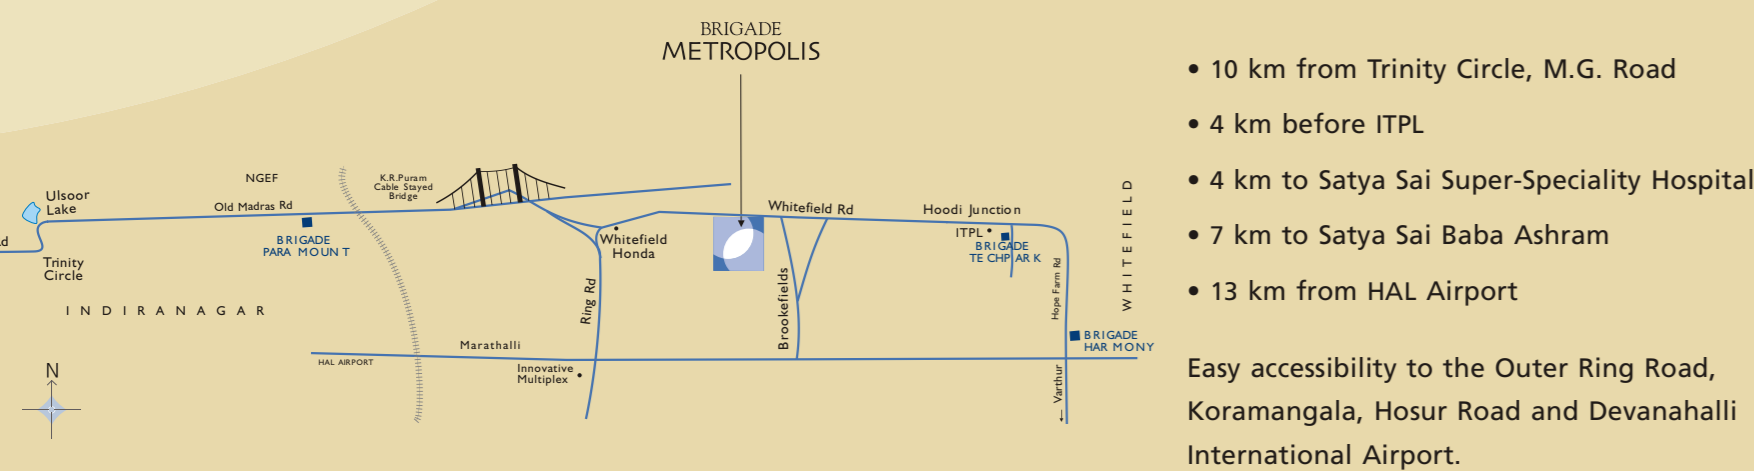 BRIGADE
METROPOLIS
NGEF
K.R.Puram
Cable Stayed
Bridge
Ulsoor
Lake
Old Madras Rd
BRIGADE
PARA MOUN T
Trinity
Circle
INDIRANAGAR
Whitefield
Honda
Whitefield Rd
Hoodi Junction
ITPL
BRIGADE
TE CHP AR K
WHITEFIELD
Ring Rd
Brookefields
Hope Farm Rd
BRIGADE
HAR MONY
Marathalli
HAL AIRPORT
Innovative
Multiplex
Varthur
N
• 10 km from Trinity Circle, M.G. Road
• 4 km before ITPL
• 4 km to Satya Sai Super-Speciality Hospital
• 7 km to Satya Sai Baba Ashram
• 13 km from HAL Airport
Easy accessibility to the Outer Ring Road,
Koramangala, Hosur Road and Devanahalli
International Airport.